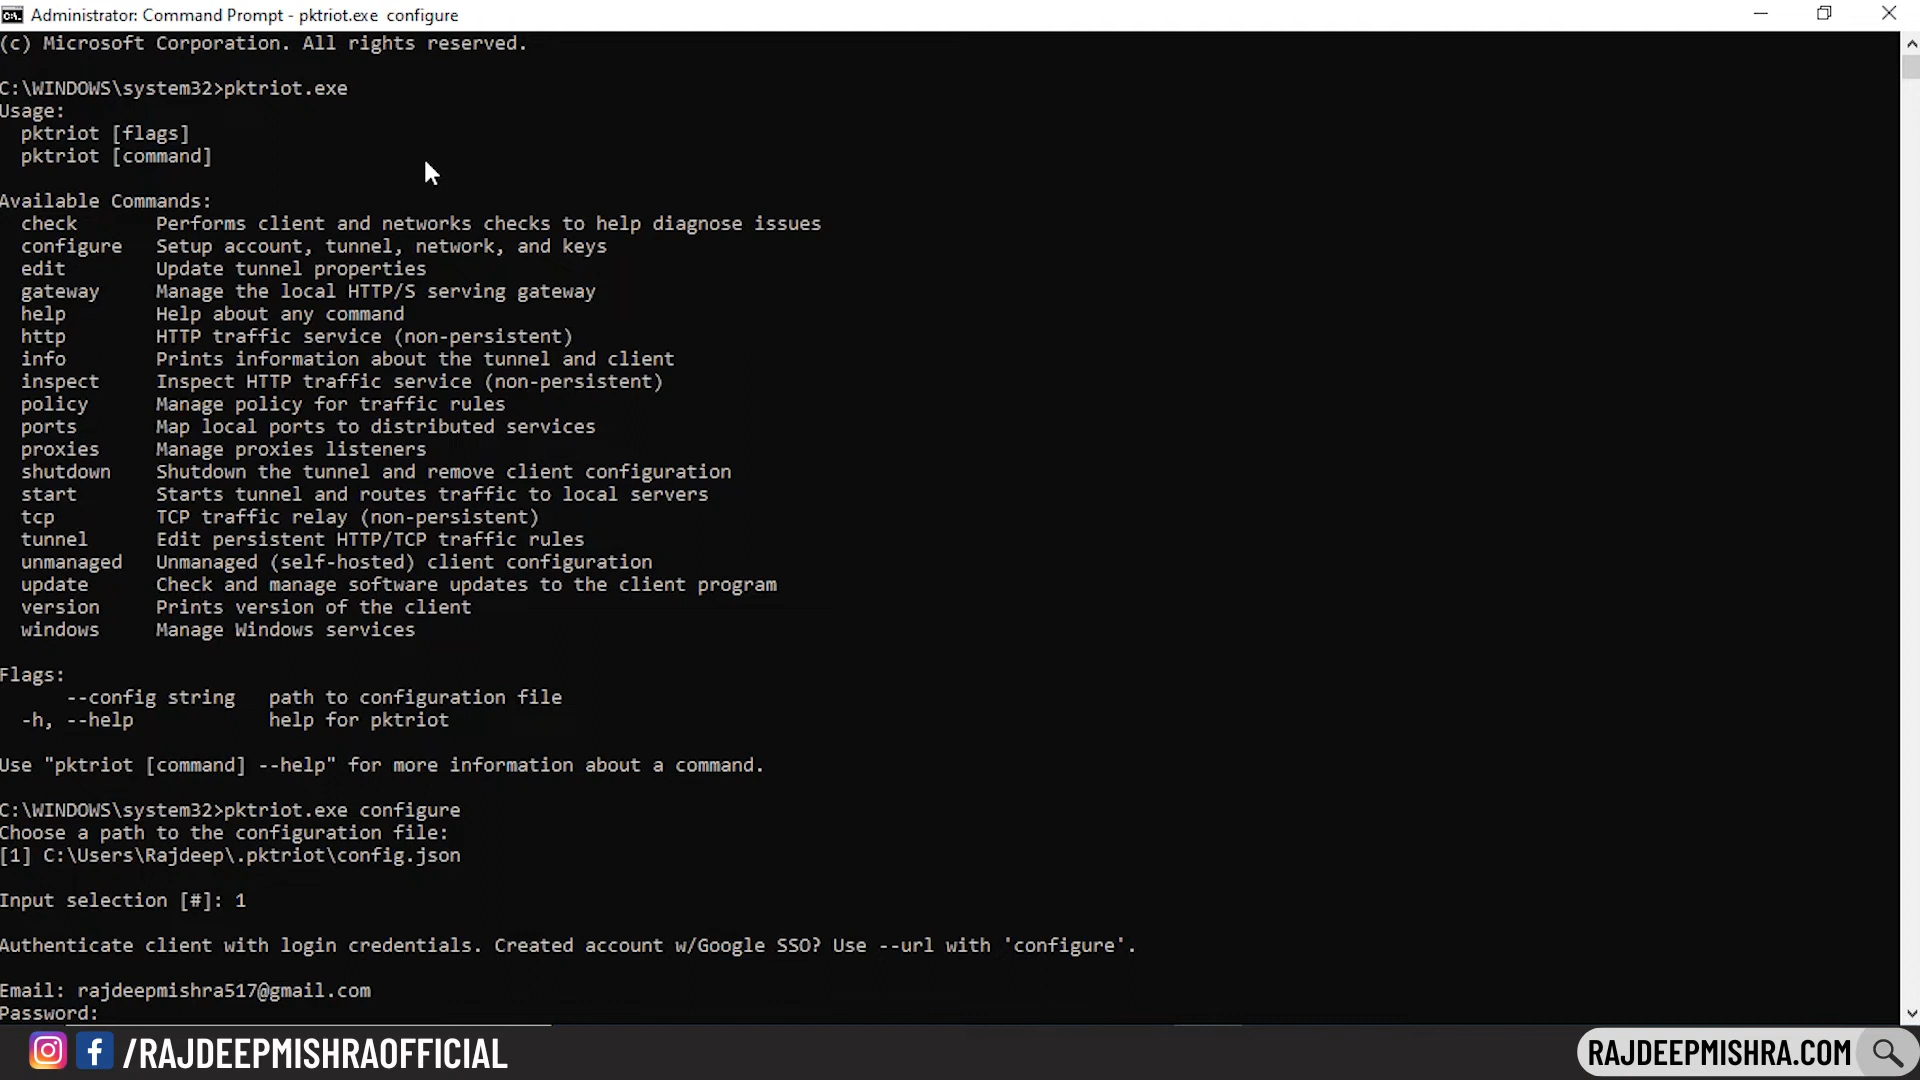 Administrator: Command Prompt - pktriot.exe  configure
(c) Microsoft Corporation. All rights reserved.
C:\WINDOWS\system32>pktriot.exe
Usage:
  pktriot [flags]
  pktriot [command]
Available Commands:
  check       Performs client and networks checks to help diagnose issues
  configure   Setup account, tunnel, network, and keys
  edit        Update tunnel properties
  gateway     Manage the local HTTP/S serving gateway
  help        Help about any command
  http        HTTP traffic service (non-persistent)
  info        Prints information about the tunnel and client
  inspect     Inspect HTTP traffic service (non-persistent)
  policy      Manage policy for traffic rules
  ports       Map local ports to distributed services
  proxies     Manage proxies listeners
  shutdown    Shutdown the tunnel and remove client configuration
  start       Starts tunnel and routes traffic to local servers
  tcp         TCP traffic relay (non-persistent)
  tunnel      Edit persistent HTTP/TCP traffic rules
  unmanaged   Unmanaged (self-hosted) client configuration
  update      Check and manage software updates to the client program
  version     Prints version of the client
  windows     Manage Windows services
Flags:
      --config string   path to configuration file
  -h, --help            help for pktriot
Use "pktriot [command] --help" for more information about a command.
C:\WINDOWS\system32>pktriot.exe configure
Choose a path to the configuration file:
[1] C:\Users\Rajdeep\.pktriot\config.json
Input selection [#]: 1
Authenticate client with login credentials. Created account w/Google SSO? Use --url with 'configure'.
Email: rajdeepmishra517@gmail.com
Password:
/RAJDEEPMISHRAOFFICIAL
RAJDEEPMISHRA.COM